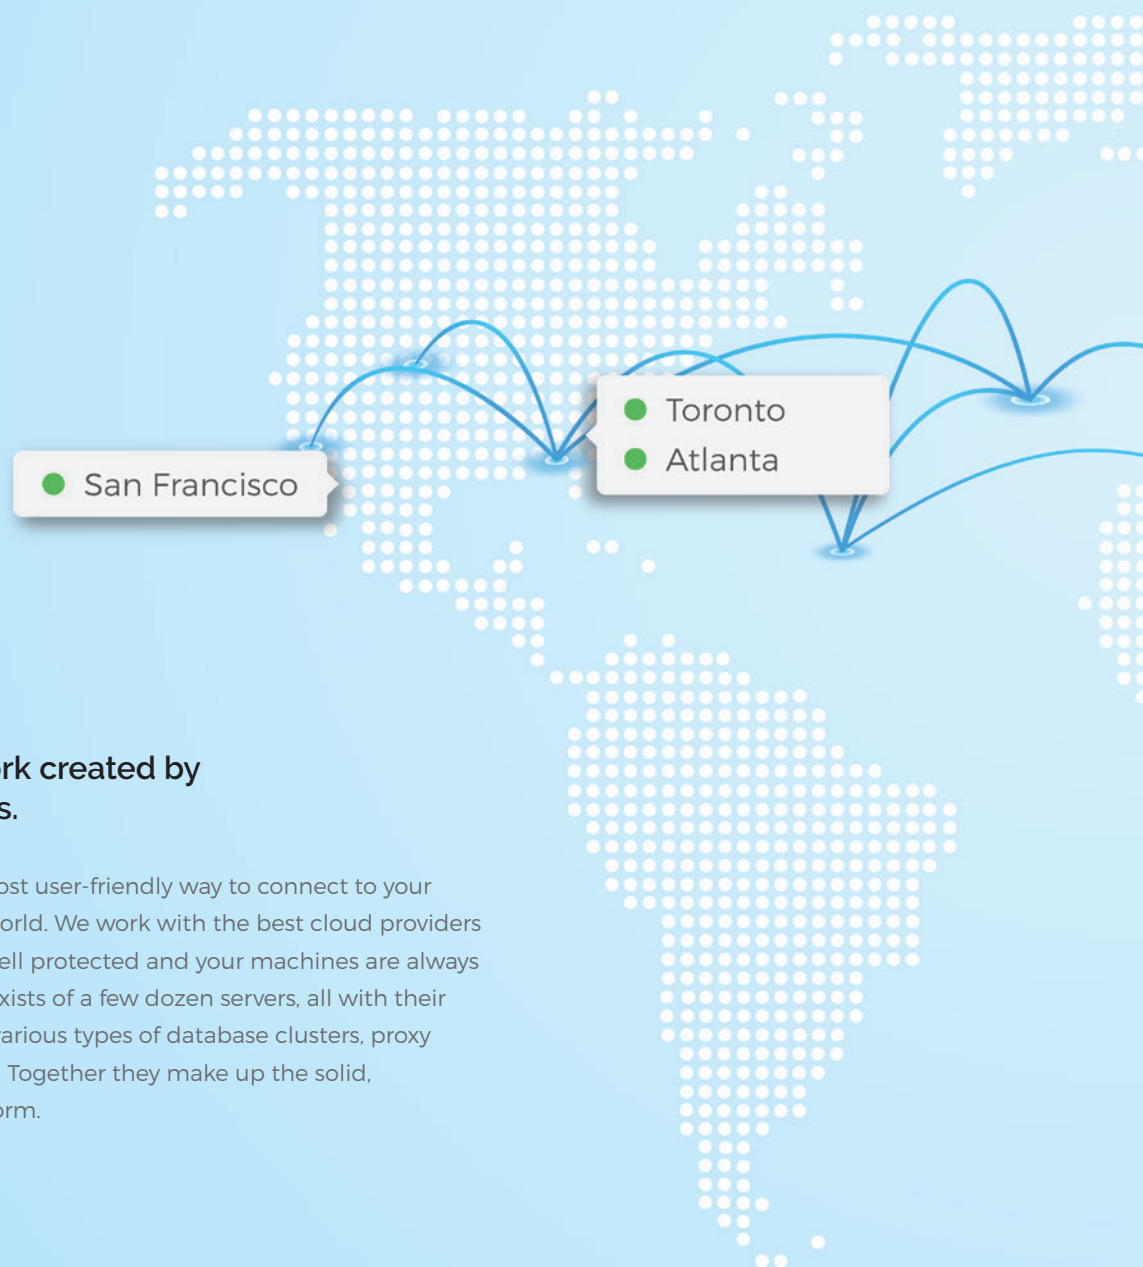 Toronto
Atlanta
San Francisco
rk created by
s.
ost user-friendly way to connect to your
orld. We work with the best cloud providers
ell protected and your machines are always
xists of a few dozen servers, all with their
various types of database clusters, proxy
. Together they make up the solid,
orm.